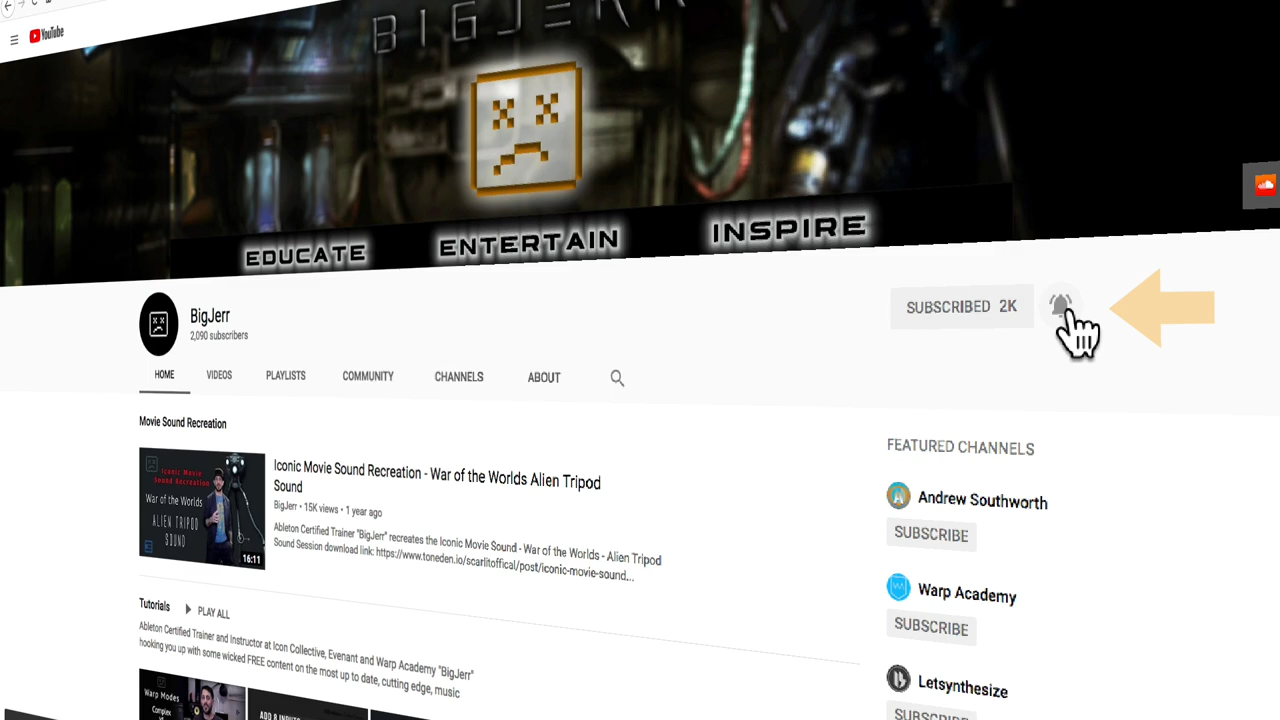 YouTube
BIGJERR
EDUCATE ENTERTAIN INSPIRE
BigJerr
2,090 subscribers
SUBSCRIBED 2K
HOME VIDEOS PLAYLISTS COMMUNITY CHANNELS ABOUT
Movie Sound Recreation
Iconic Movie
Sound Recreation
War of the Worlds
ALIEN TRIPOD
SOUND
16:11
Iconic Movie Sound Recreation - War of the Worlds Alien Tripod
Sound
BigJerr • 15K views • 1 year ago
Ableton Certified Trainer "BigJerr" recreates the Iconic Movie Sound - War of the Worlds - Alien Tripod
Sound Session download link: https://www.toneden.io/scarlitoffical/post/iconic-movie-sound...
Tutorials PLAY ALL
Ableton Certified Trainer and Instructor at Icon Collective, Evenant and Warp Academy "BigJerr"
hooking you up with some wicked FREE content on the most up to date, cutting edge, music
Warp Modes
Complex
ADD 8 INPUTS
FEATURED CHANNELS
Andrew Southworth
SUBSCRIBE
Warp Academy
SUBSCRIBE
Letsynthesize
SUBSCRIBE